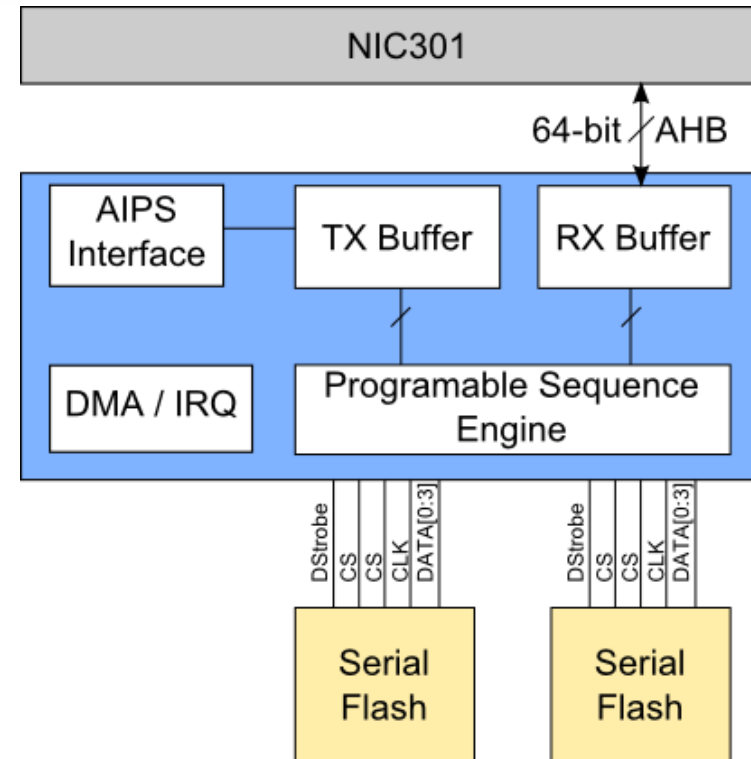 NIC301
64-bit AHB
AIPS
Interface
TX Buffer
RX Buffer
DMA / IRQ
Programable Sequence
Engine
DStrobe
CS
CS
CLK
DATA[0:3]
DStrobe
CS
CS
CLK
DATA[0:3]
Serial
Flash
Serial
Flash